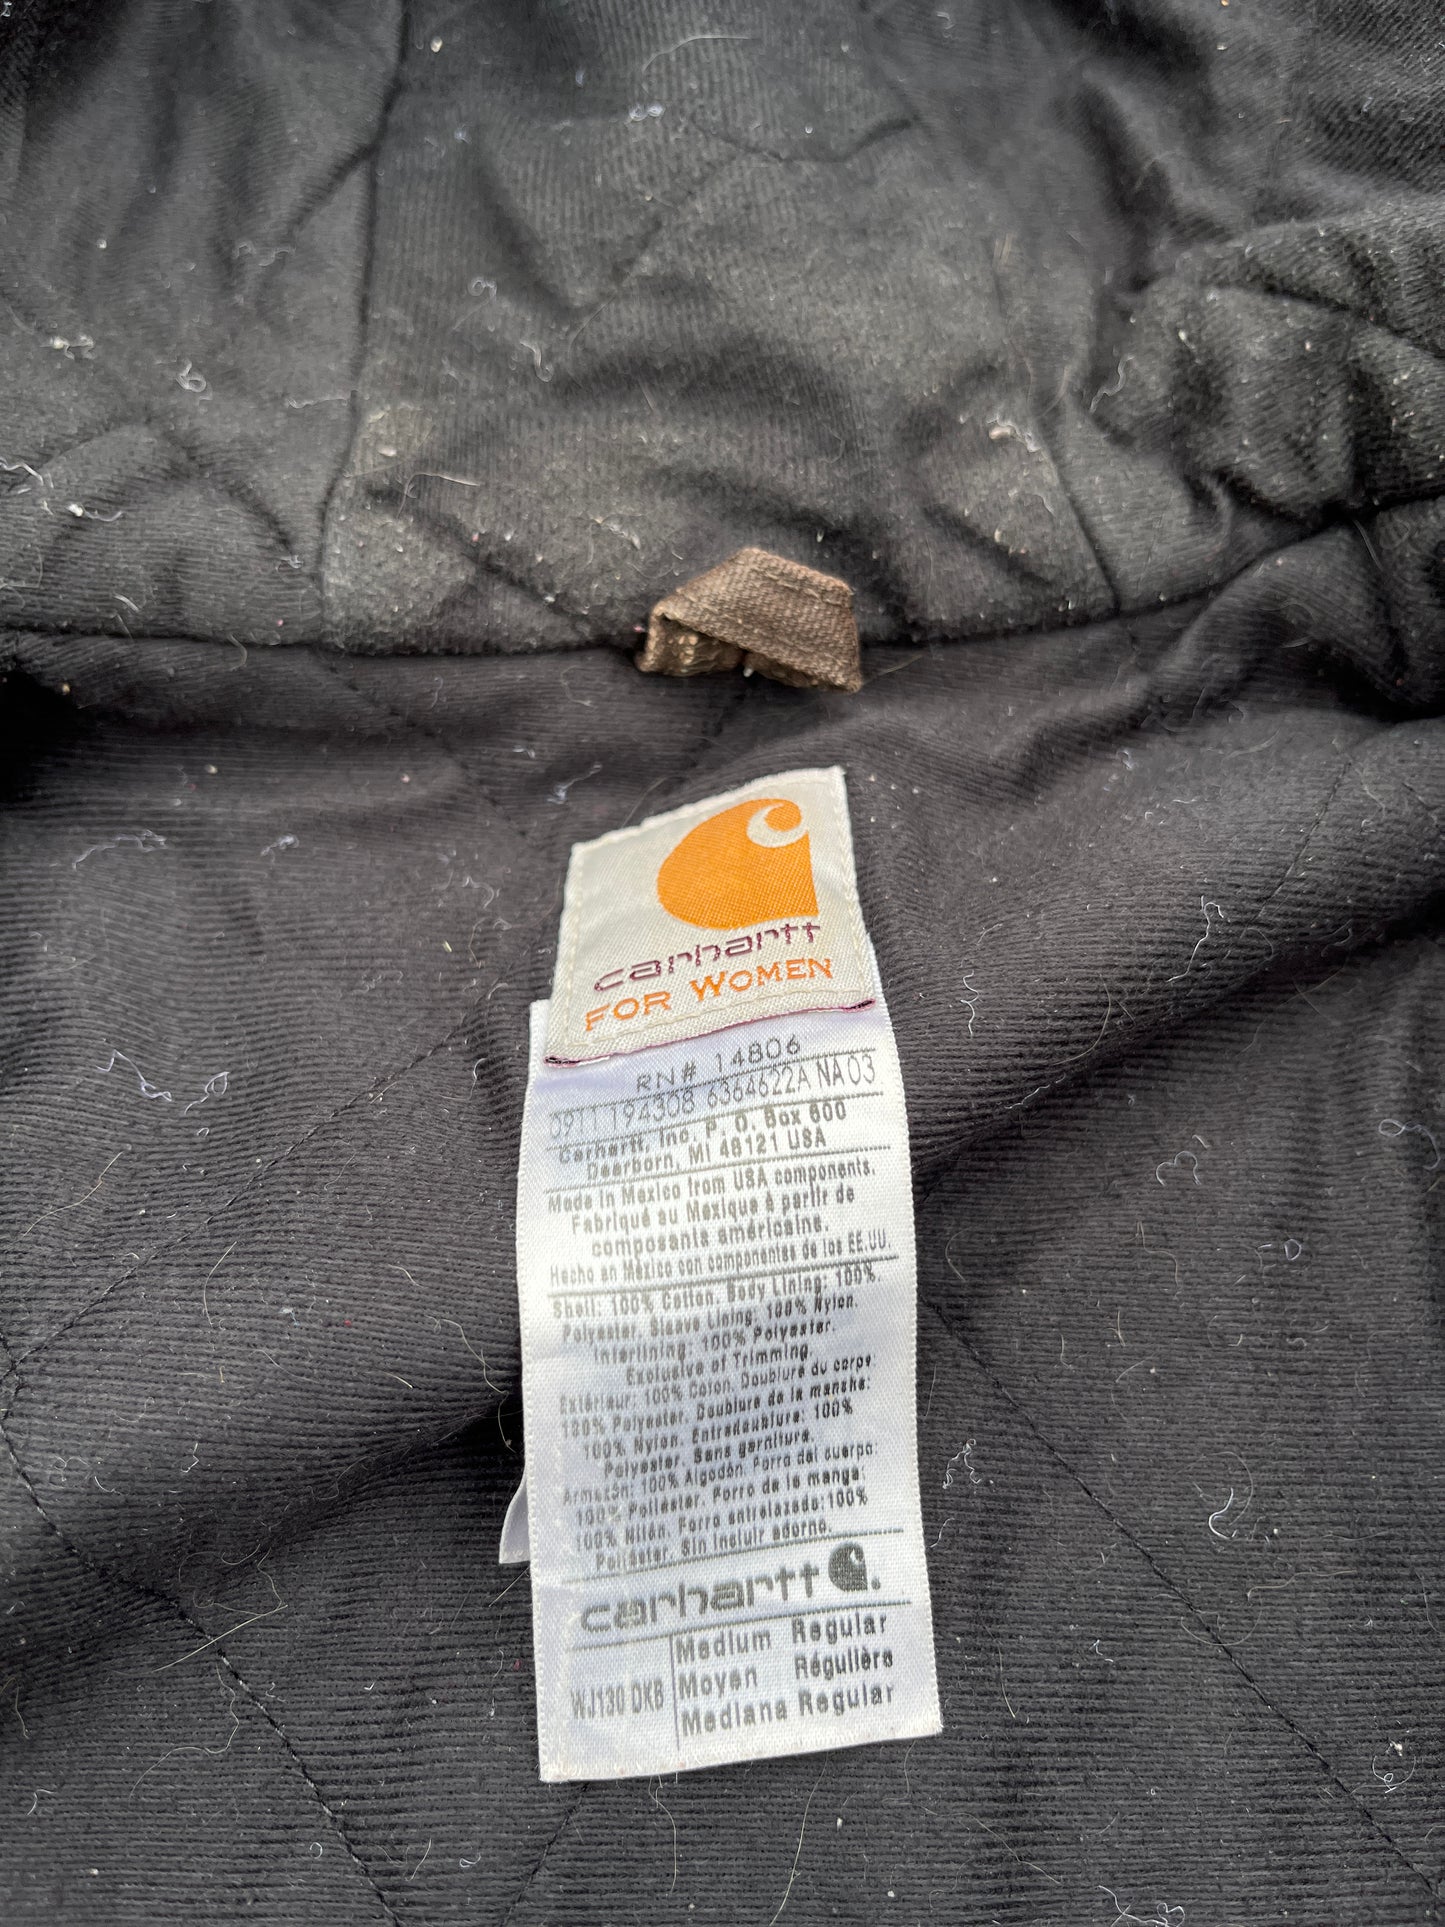 carhartt
FOR WOMEN
RN# 14806
0911 194308 6364622A NA 03
Carhartt, Inc. P. O. Box 600
Dearborn, MI 48121 USA
Made in Mexico from USA components.
Fabriqué au Mexique à partir de
composants américains.
Hecho en México con componentes de los EE.UU.
Shell: 100% Cotton. Body Lining: 100%
Polyester. Sleeve Lining: 100% Nylon.
Interlining: 100% Polyester.
Exclusive of Trimming.
Extérieur: 100% Coton. Doublure du corps:
100% Polyester. Doublure de la manche:
100% Nylon. Entredoublure: 100%
Polyester. Sans garniture.
Armazón: 100% Algodón. Forro del cuerpo:
100% Poliéster. Forro de la manga:
100% Nilón. Forro entrelazado: 100%
Poliéster. Sin incluir adorno.
carhartt
WJ130 DKB
Medium Regular
Moyen Régulière
Mediana Regular